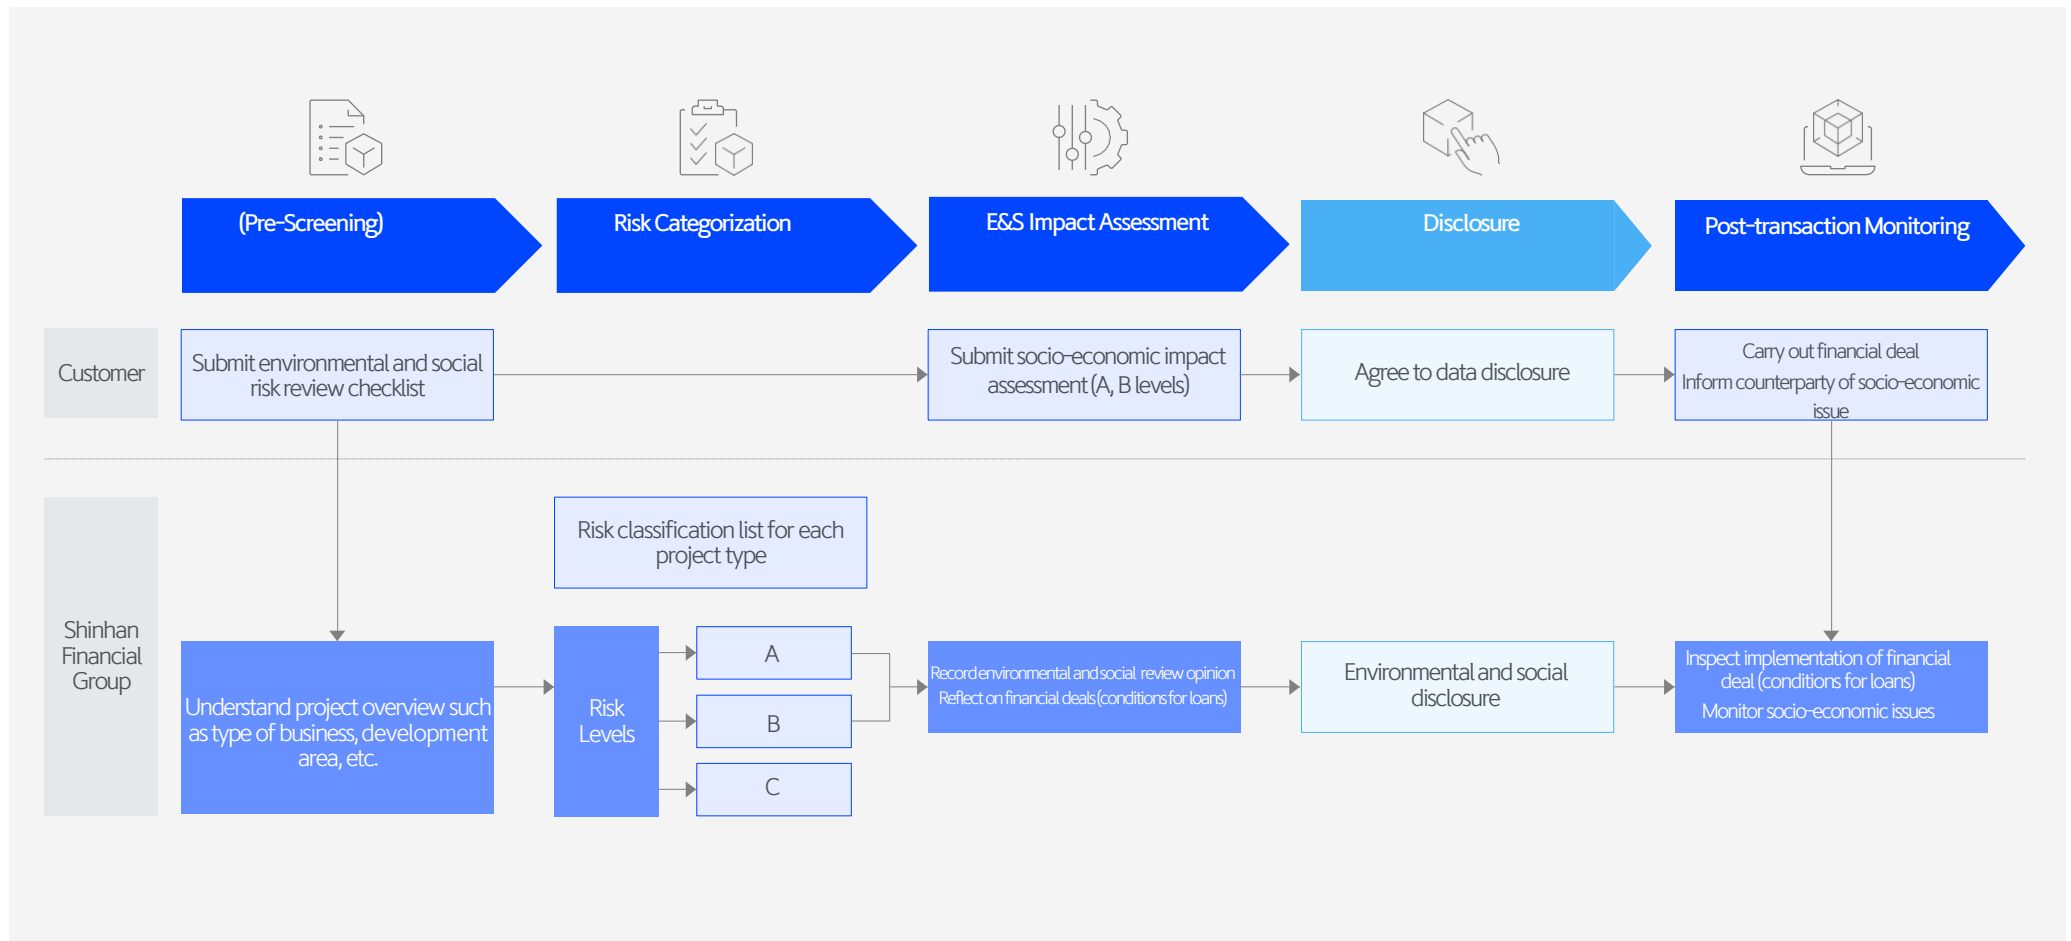 (Pre-Screening)
Risk Categorization
E&S Impact Assessment
Disclosure
Post-transaction Monitoring
Customer
Submit environmental and social
risk review checklist
Submit socio-economic impact
assessment (A, B levels)
Agree to data disclosure
Carry out financial deal
Inform counterparty of socio-economic
issue
Shinhan
Financial
Group
Risk classification list for each
project type
Understand project overview such
as type of business, development
area, etc.
Risk
Levels
A
B
C
Record environmental and social review opinion
Reflect on financial deals (conditions for loans)
Environmental and social
disclosure
Inspect implementation of financial
deal (conditions for loans)
Monitor socio-economic issues